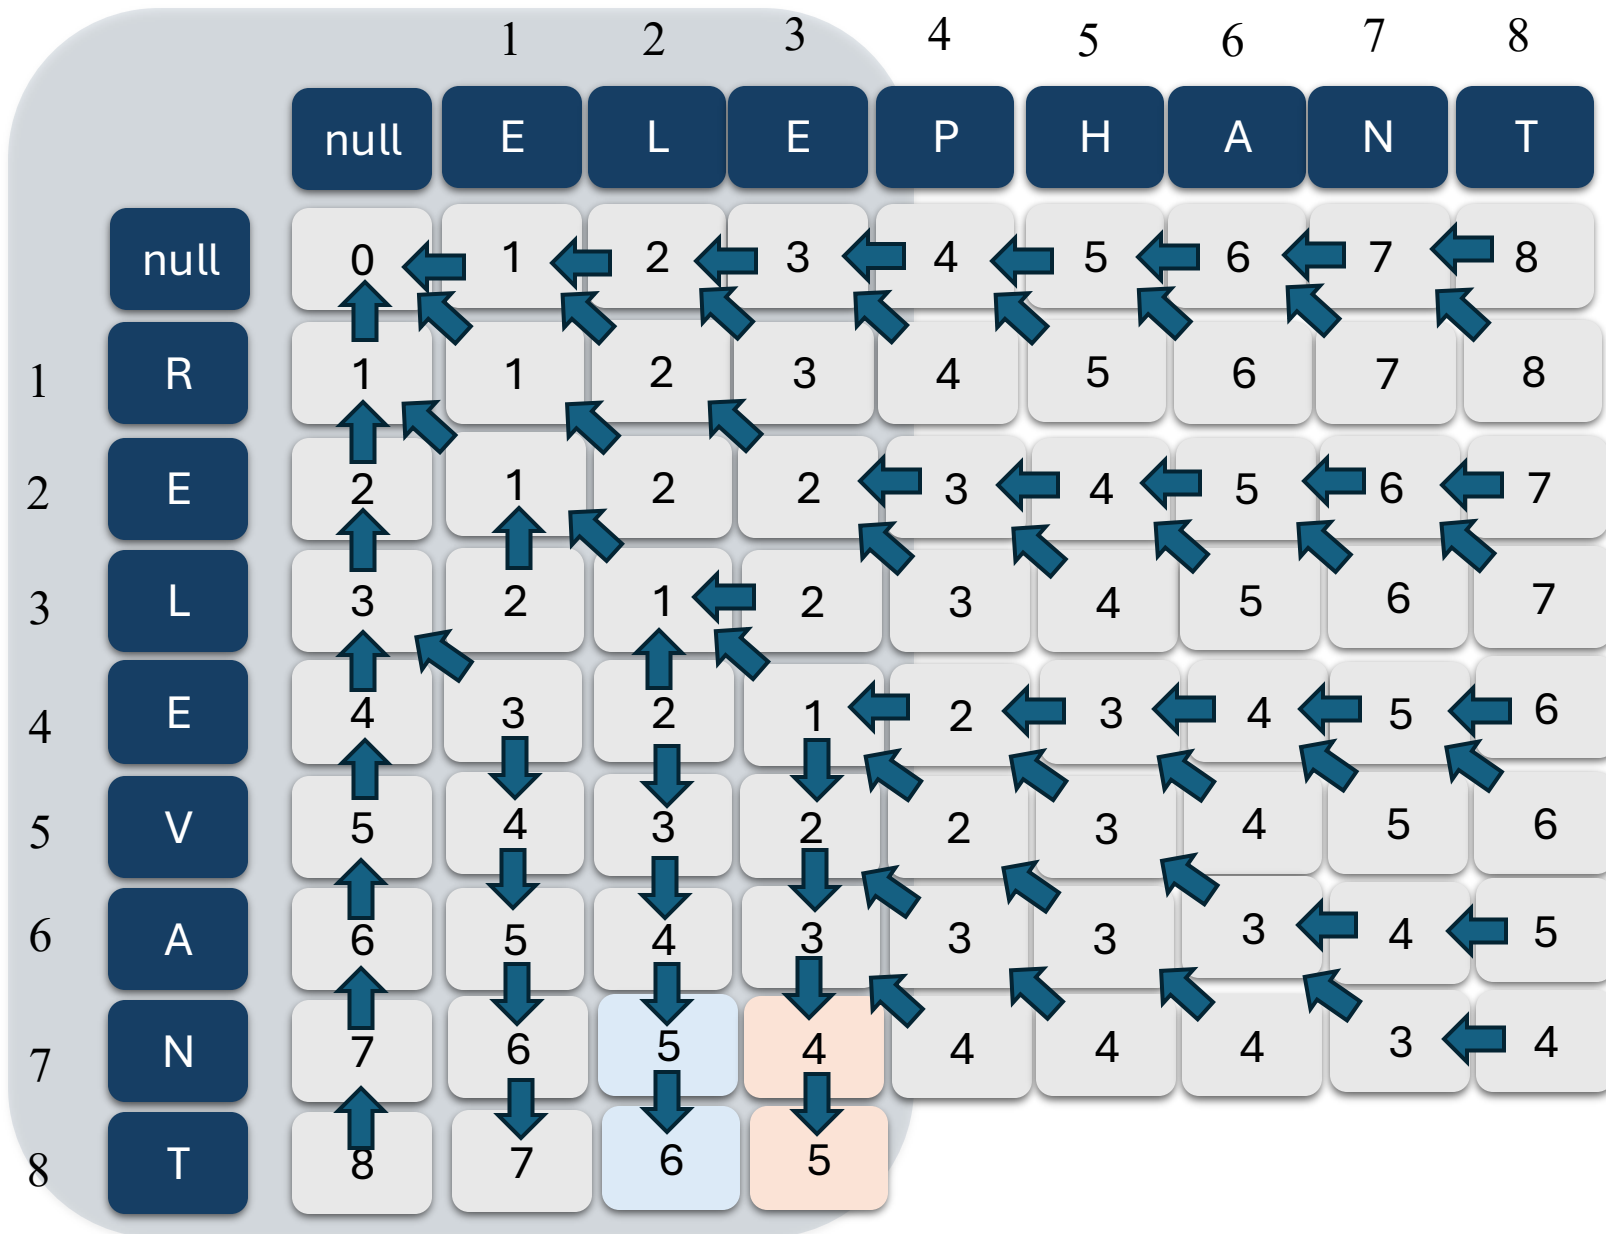 1 2 3 4 5 6 7 8
null E L E P H A N T
null 0 1 2 3 4 5 6 7 8
1 R 1 1 2 3 4 5 6 7 8
2 E 2 1 2 2 3 4 5 6 7
3 L 3 2 1 2 3 4 5 6 7
4 E 4 3 2 1 2 3 4 5 6
5 V 5 4 3 2 2 3 4 5 6
6 A 6 5 4 3 3 3 3 4 5
7 N 7 6 5 4 4 4 4 3 4
8 T 8 7 6 5